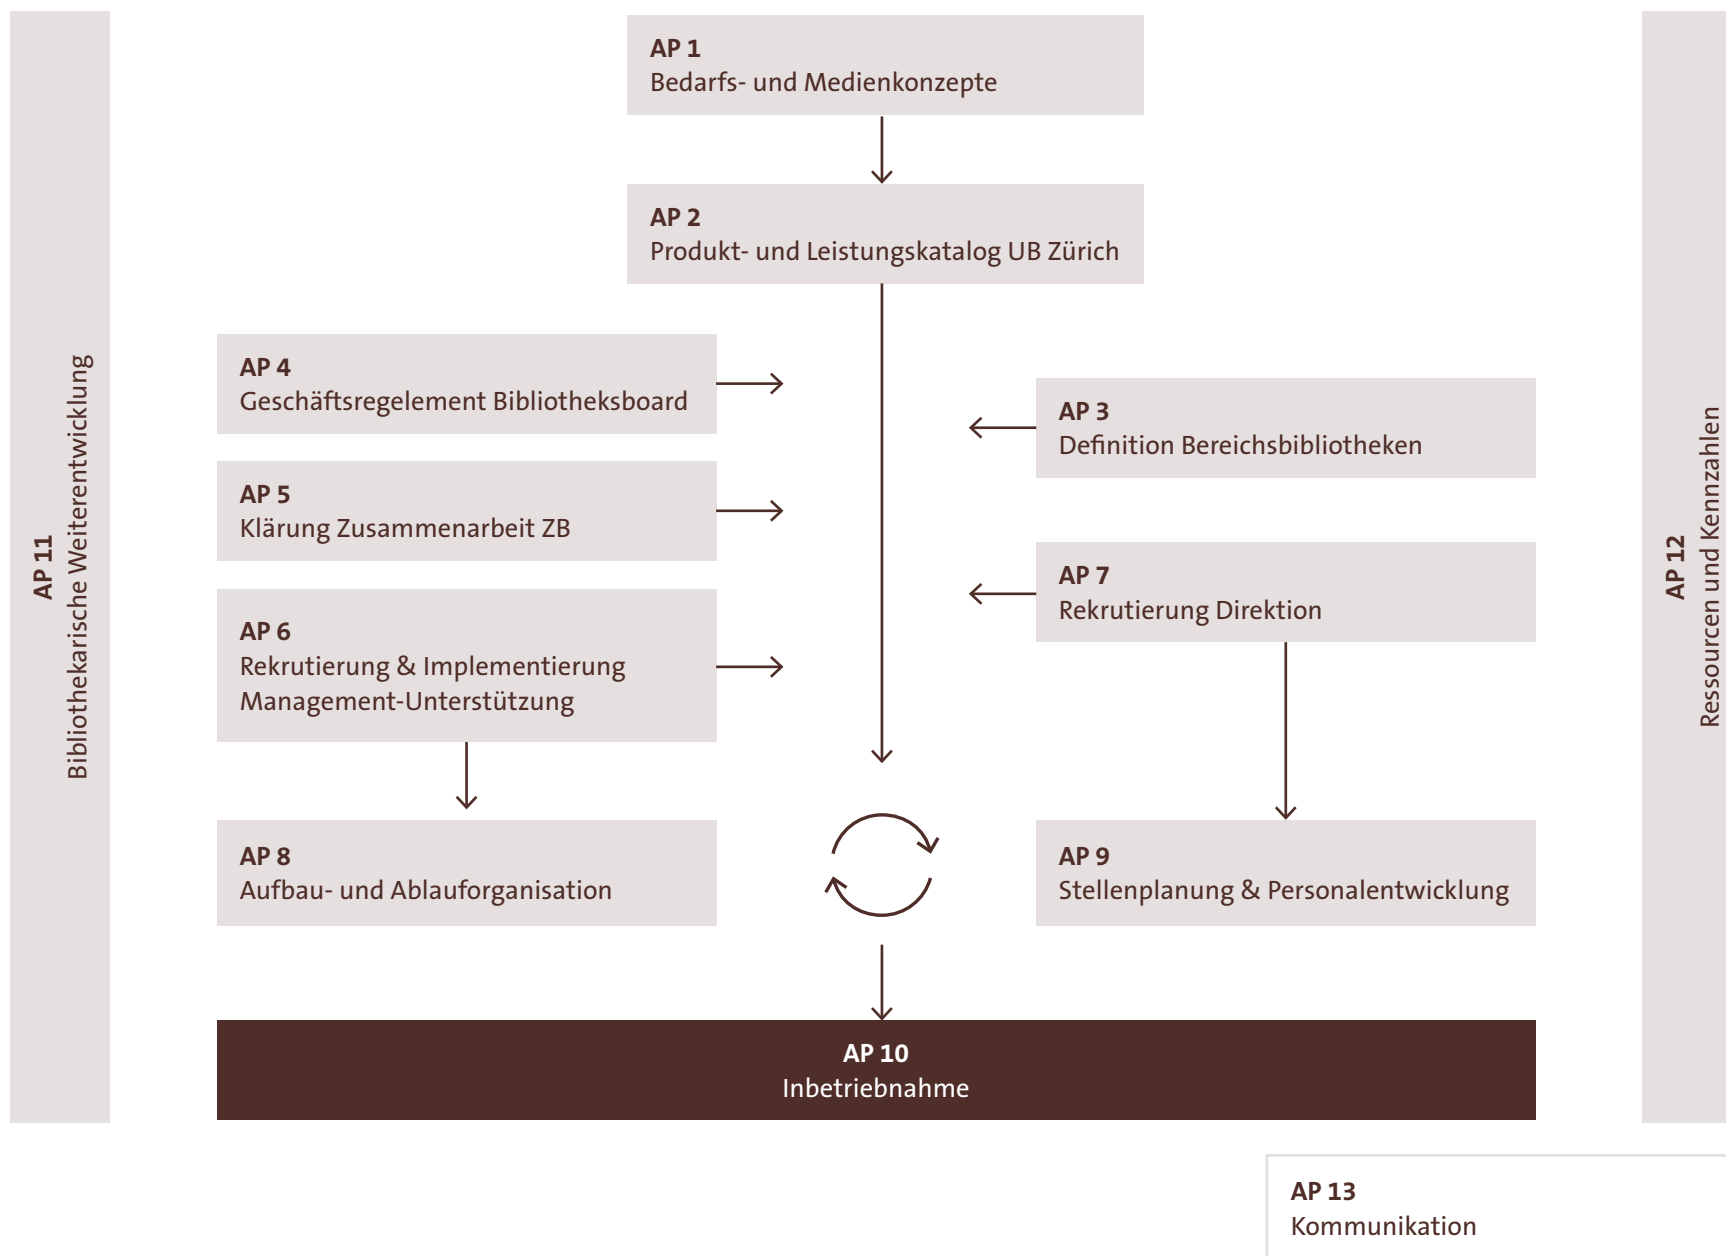 AP 1
Bedarfs- und Medienkonzepte
AP 2
Produkt- und Leistungskatalog UB Zürich
AP 4
Geschäftsregelement Bibliotheksboard
AP 3
Definition Bereichsbibliotheken
AP 5
Klärung Zusammenarbeit ZB
AP 7
Rekrutierung Direktion
AP 6
Rekrutierung & Implementierung
Management-Unterstützung
AP 8
Aufbau- und Ablauforganisation
AP 9
Stellenplanung & Personalentwicklung
AP 10
Inbetriebnahme
AP 11
Bibliothekarische Weiterentwicklung
AP 12
Ressourcen und Kennzahlen
AP 13
Kommunikation